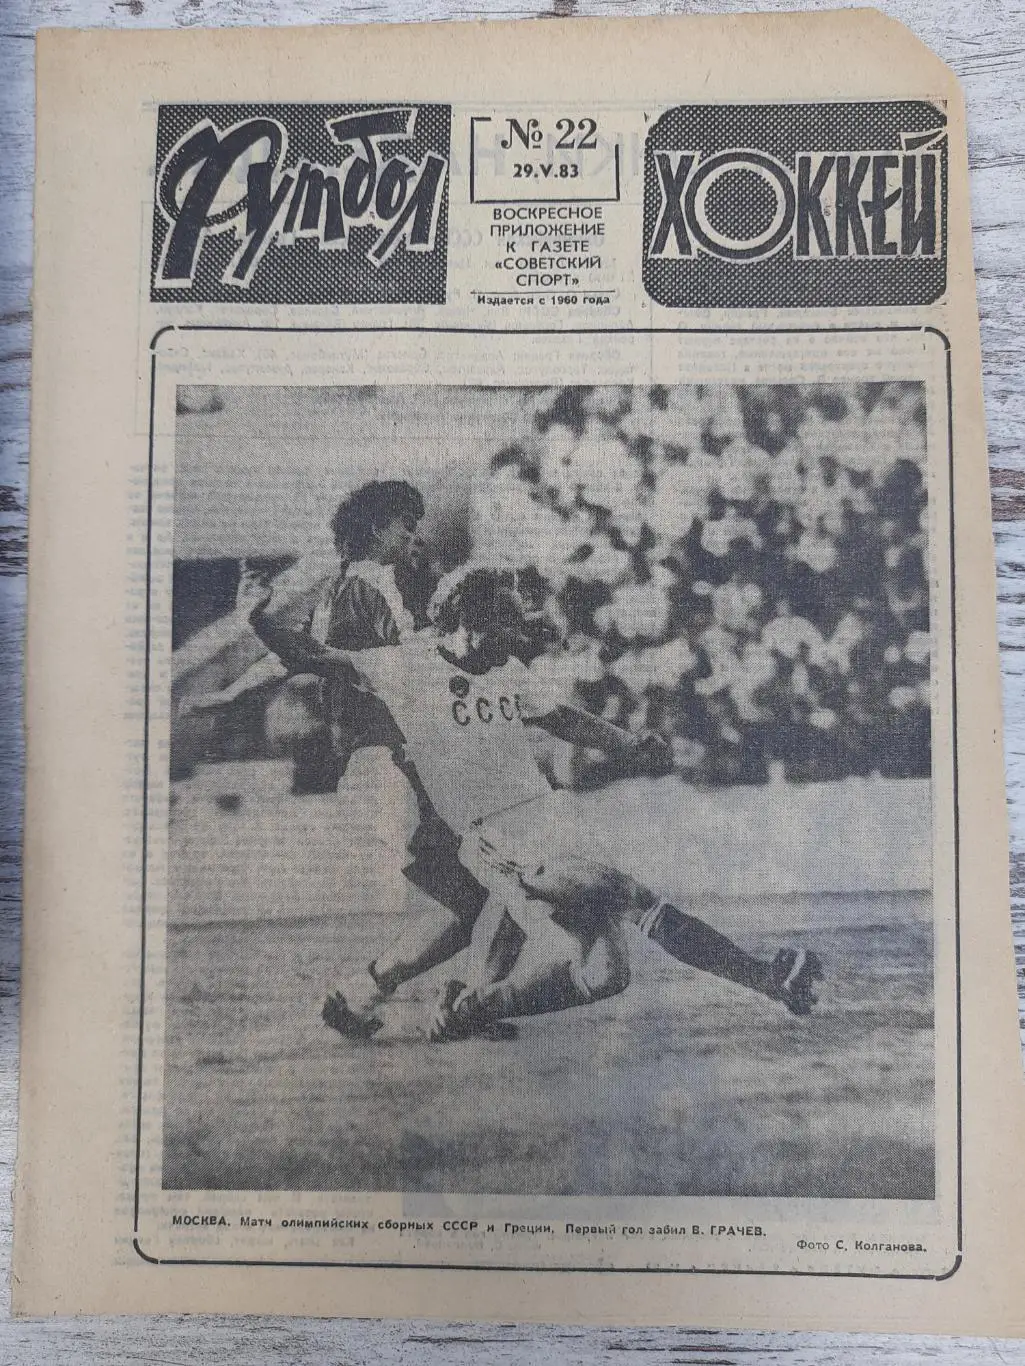 Футбол
№ 22
29.V.83
ВОСКРЕСНОЕ
ПРИЛОЖЕНИЕ
К ГАЗЕТЕ
«СОВЕТСКИЙ
СПОРТ»
Издается с 1960 года
ХОККЕЙ
МОСКВА. Матч олимпийских сборных СССР и Греции. Первый гол забил В. ГРАЧЕВ.
Фото С. Колганова.